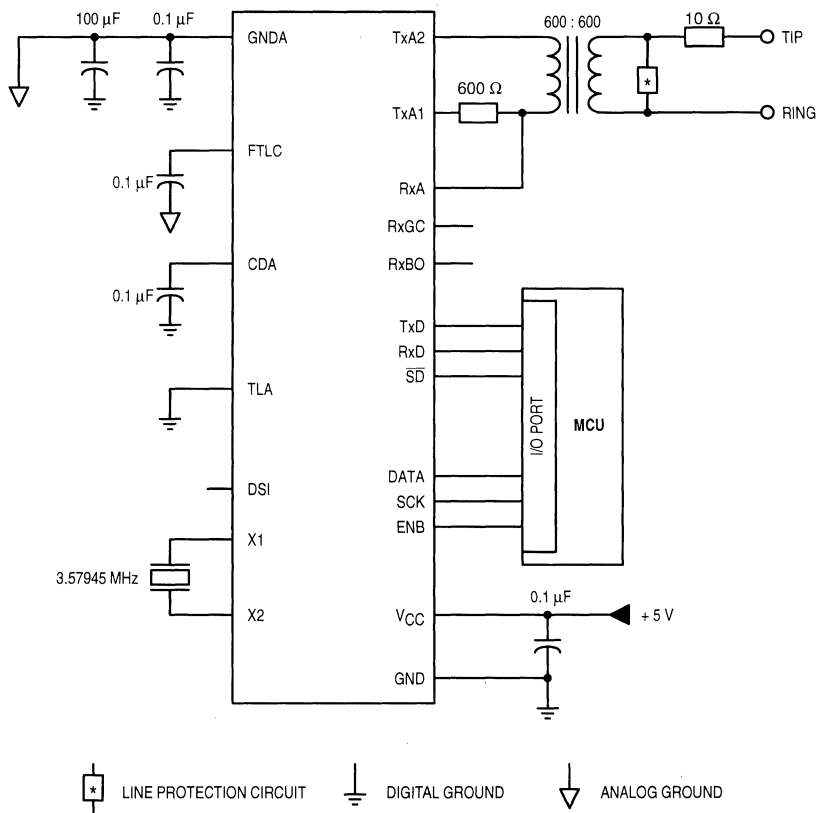 100 µF
0.1 µF
GNDA
TxA2
600 : 600
10 Ω
TIP
600 Ω
TxA1
RING
FTLC
0.1 µF
RxA
RxGC
CDA
RxBO
0.1 µF
TxD
RxD
SD
TLA
I/O PORT
MCU
DATA
DSI
SCK
ENB
X1
3.57945 MHz
0.1 µF
X2
VCC
+ 5 V
GND
* LINE PROTECTION CIRCUIT
DIGITAL GROUND
ANALOG GROUND